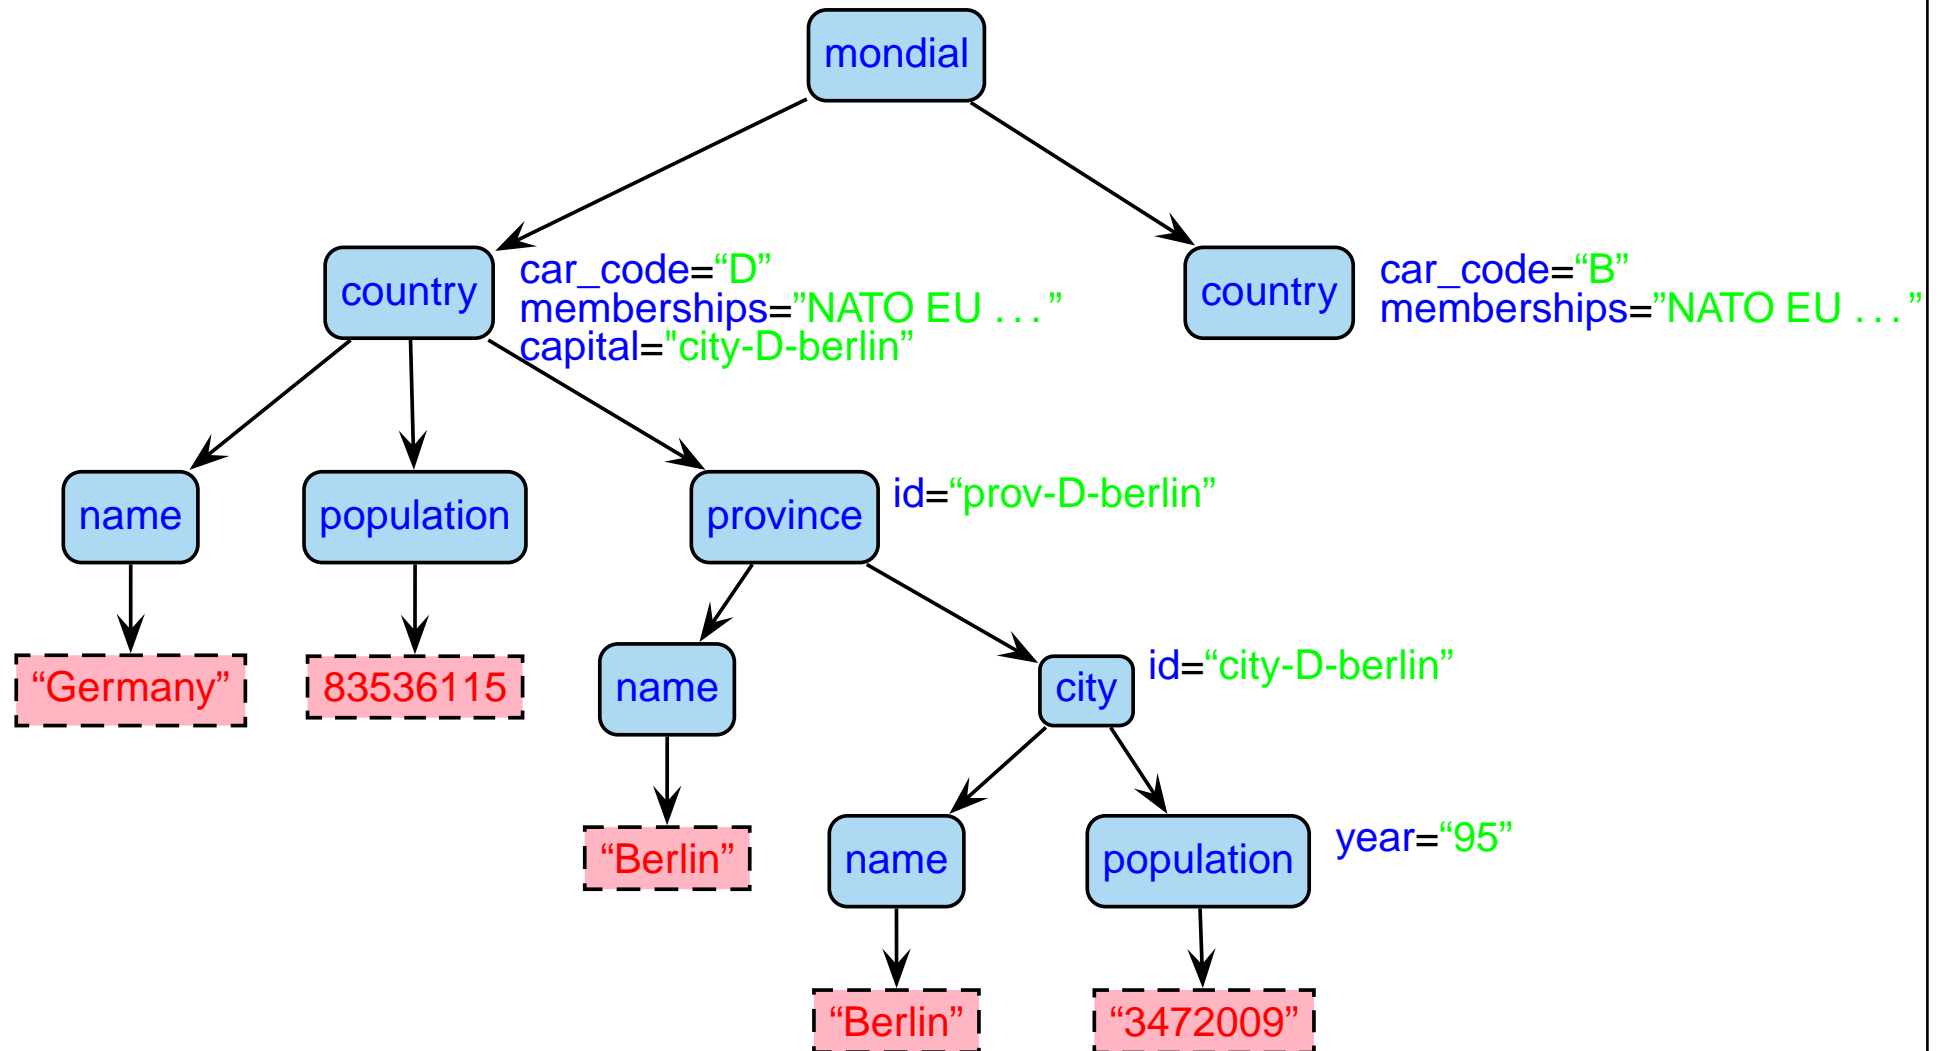 mondial
country
car_code=“D”
memberships=”NATO EU . . . ”
capital="city-D-berlin”
country
car_code=“B”
memberships=”NATO EU . . . ”
name
population
province
id=“prov-D-berlin”
“Germany”
83536115
name
city
id=“city-D-berlin”
“Berlin”
name
population
year=“95”
“Berlin”
“3472009”